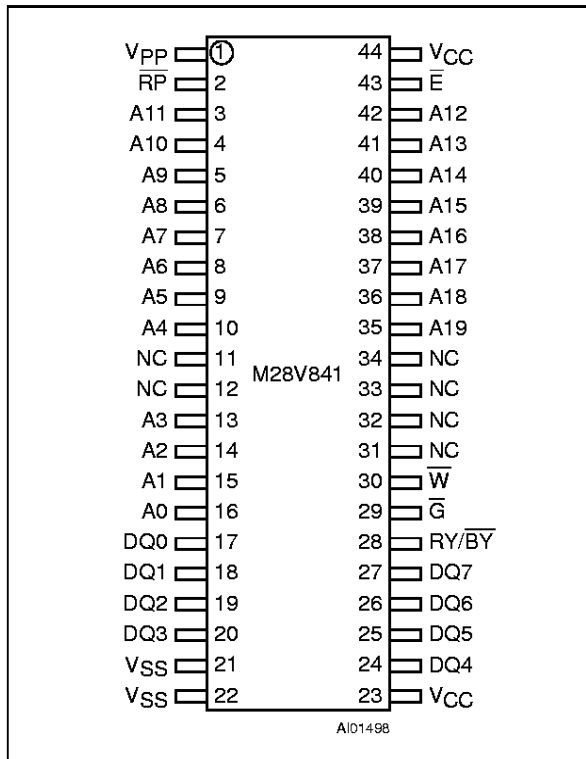 VPP 1 44 VCC
R̅P̅ 2 43 E̅
A11 3 42 A12
A10 4 41 A13
A9 5 40 A14
A8 6 39 A15
A7 7 38 A16
A6 8 37 A17
A5 9 36 A18
A4 10 35 A19
NC 11 34 NC
M28V841
NC 12 33 NC
A3 13 32 NC
A2 14 31 NC
A1 15 30 W̅
A0 16 29 G̅
DQ0 17 28 RY/B̅Y̅
DQ1 18 27 DQ7
DQ2 19 26 DQ6
DQ3 20 25 DQ5
VSS 21 24 DQ4
VSS 22 23 VCC
AI01498